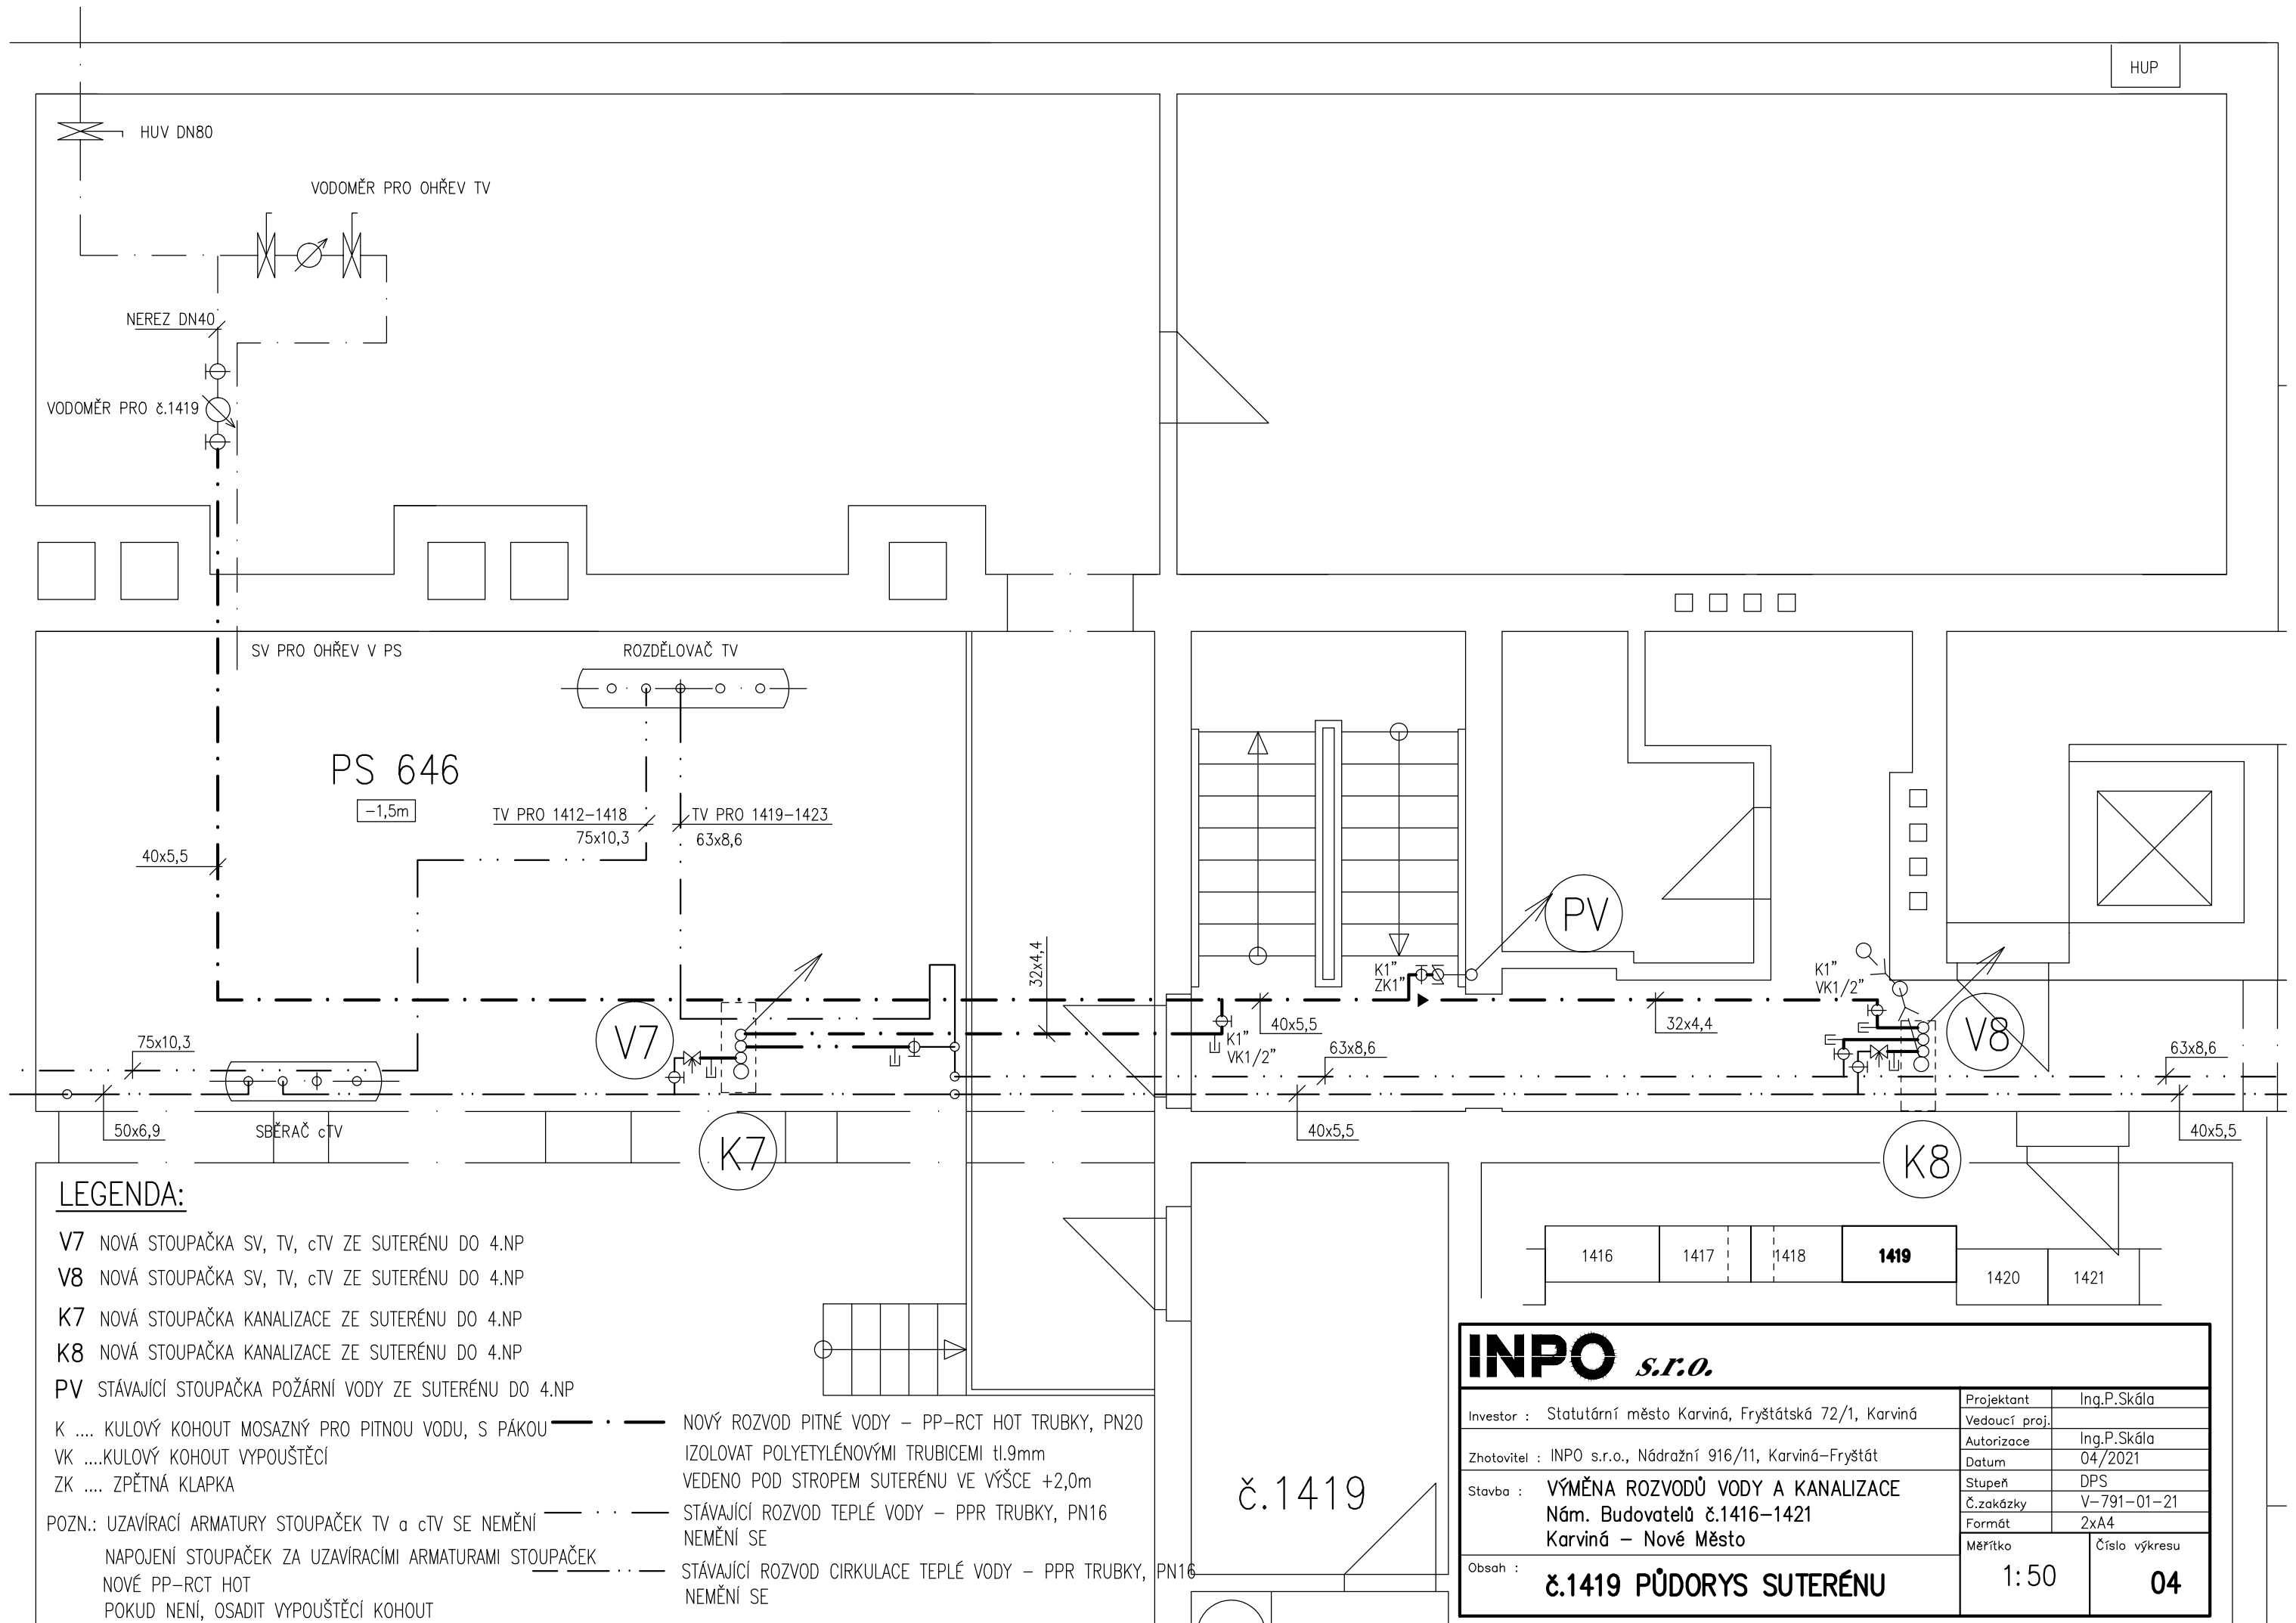 HUP
HUV DN80
VODOMĚR PRO OHŘEV TV
NEREZ DN40
VODOMĚR PRO č.1419
SV PRO OHŘEV V PS
ROZDĚLOVAČ TV
PS 646
-1,5m
TV PRO 1412-1418
75x10,3
TV PRO 1419-1423
63x8,6
40x5,5
PV
32x4,4
K1"
ZK1"
K1"
VK1/2"
V7
40x5,5
K1"
VK1/2"
32x4,4
V8
75x10,3
63x8,6
63x8,6
50x6,9
SBĚRAČ cTV
K7
40x5,5
K8
40x5,5
LEGENDA:
V7 NOVÁ STOUPAČKA SV, TV, cTV ZE SUTERÉNU DO 4.NP
V8 NOVÁ STOUPAČKA SV, TV, cTV ZE SUTERÉNU DO 4.NP
K7 NOVÁ STOUPAČKA KANALIZACE ZE SUTERÉNU DO 4.NP
K8 NOVÁ STOUPAČKA KANALIZACE ZE SUTERÉNU DO 4.NP
PV STÁVAJÍCÍ STOUPAČKA POŽÁRNÍ VODY ZE SUTERÉNU DO 4.NP
K .... KULOVÝ KOHOUT MOSAZNÝ PRO PITNOU VODU, S PÁKOU
VK ....KULOVÝ KOHOUT VYPOUŠTĚCÍ
ZK .... ZPĚTNÁ KLAPKA
POZN.: UZAVÍRACÍ ARMATURY STOUPAČEK TV a cTV SE NEMĚNÍ
NAPOJENÍ STOUPAČEK ZA UZAVÍRACÍMI ARMATURAMI STOUPAČEK
NOVÉ PP-RCT HOT
POKUD NENÍ, OSADIT VYPOUŠTĚCÍ KOHOUT
NOVÝ ROZVOD PITNÉ VODY - PP-RCT HOT TRUBKY, PN20
IZOLOVAT POLYETYLÉNOVÝMI TRUBICEMI tl.9mm
VEDENO POD STROPEM SUTERÉNU VE VÝŠCE +2,0m
STÁVAJÍCÍ ROZVOD TEPLÉ VODY - PPR TRUBKY, PN16
NEMĚNÍ SE
STÁVAJÍCÍ ROZVOD CIRKULACE TEPLÉ VODY - PPR TRUBKY, PN16
NEMĚNÍ SE
č.1419
1416 1417 1418 1419 1420 1421
INPO s.r.o.
Investor : Statutární město Karviná, Fryštátská 72/1, Karviná
Zhotovitel : INPO s.r.o., Nádražní 916/11, Karviná-Fryštát
Stavba : VÝMĚNA ROZVODŮ VODY A KANALIZACE
Nám. Budovatelů č.1416-1421
Karviná - Nové Město
Obsah : č.1419 PŮDORYS SUTERÉNU
Projektant Ing.P.Skála
Vedoucí proj.
Autorizace Ing.P.Skála
Datum 04/2021
Stupeň DPS
Č.zakázky V-791-01-21
Formát 2xA4
Měřítko 1:50
Číslo výkresu 04